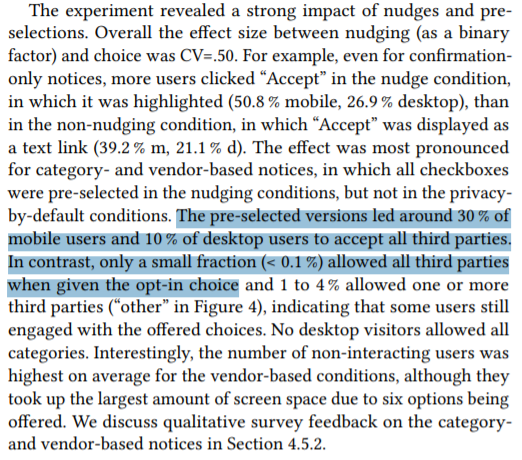 The experiment revealed a strong impact of nudges and pre-
selections. Overall the effect size between nudging (as a binary
factor) and choice was CV=.50. For example, even for confirmation-
only notices, more users clicked “Accept” in the nudge condition,
in which it was highlighted (50.8 % mobile, 26.9 % desktop), than
in the non-nudging condition, in which “Accept” was displayed as
a text link (39.2 % m, 21.1 % d). The effect was most pronounced
for category- and vendor-based notices, in which all checkboxes
were pre-selected in the nudging conditions, but not in the privacy-
by-default conditions. The pre-selected versions led around 30 % of
mobile users and 10 % of desktop users to accept all third parties.
In contrast, only a small fraction (< 0.1 %) allowed all third parties
when given the opt-in choice and 1 to 4 % allowed one or more
third parties (“other” in Figure 4), indicating that some users still
engaged with the offered choices. No desktop visitors allowed all
categories. Interestingly, the number of non-interacting users was
highest on average for the vendor-based conditions, although they
took up the largest amount of screen space due to six options being
offered. We discuss qualitative survey feedback on the category-
and vendor-based notices in Section 4.5.2.